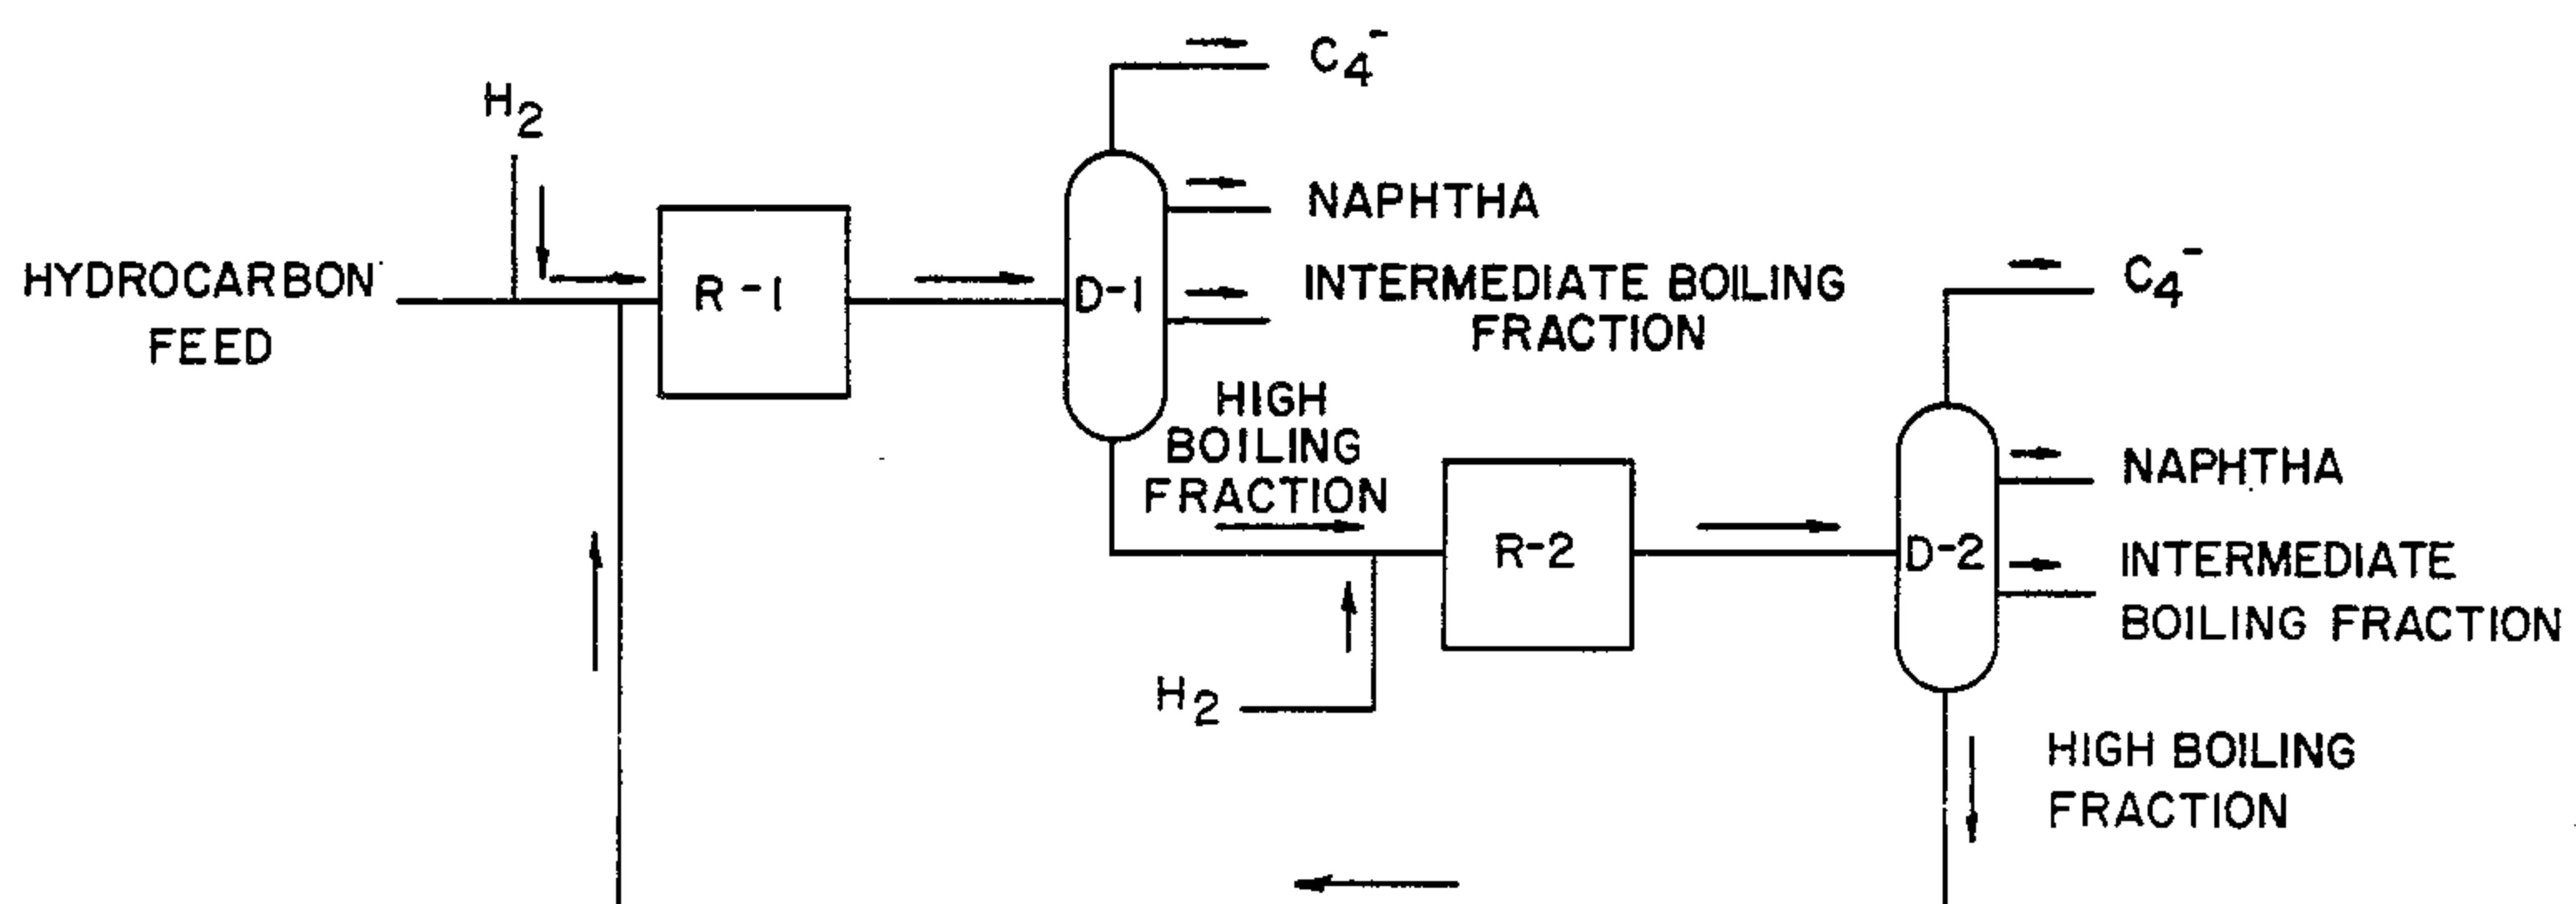 H2
C4-
NAPHTHA
HYDROCARBON
FEED
R-1
D-1
INTERMEDIATE BOILING
FRACTION
HIGH
BOILING
FRACTION
C4-
H2
R-2
D-2
NAPHTHA
INTERMEDIATE
BOILING FRACTION
HIGH BOILING
FRACTION